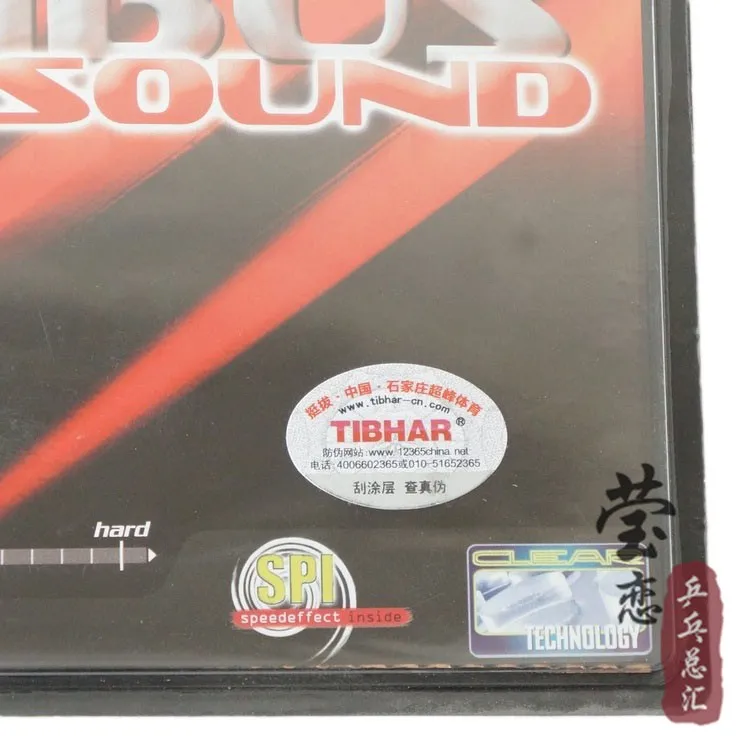 SOUND
挺拔·中国·石家庄超峰体育
www.tibhar-cn.com
TIBHAR®
防伪网站:www.12365china.net
电话:4006602365或010-51652365
刮涂层 查真伪
hard
SPI
speedeffect inside
CLEAR
TECHNOLOGY
莹恋
乒乓总汇